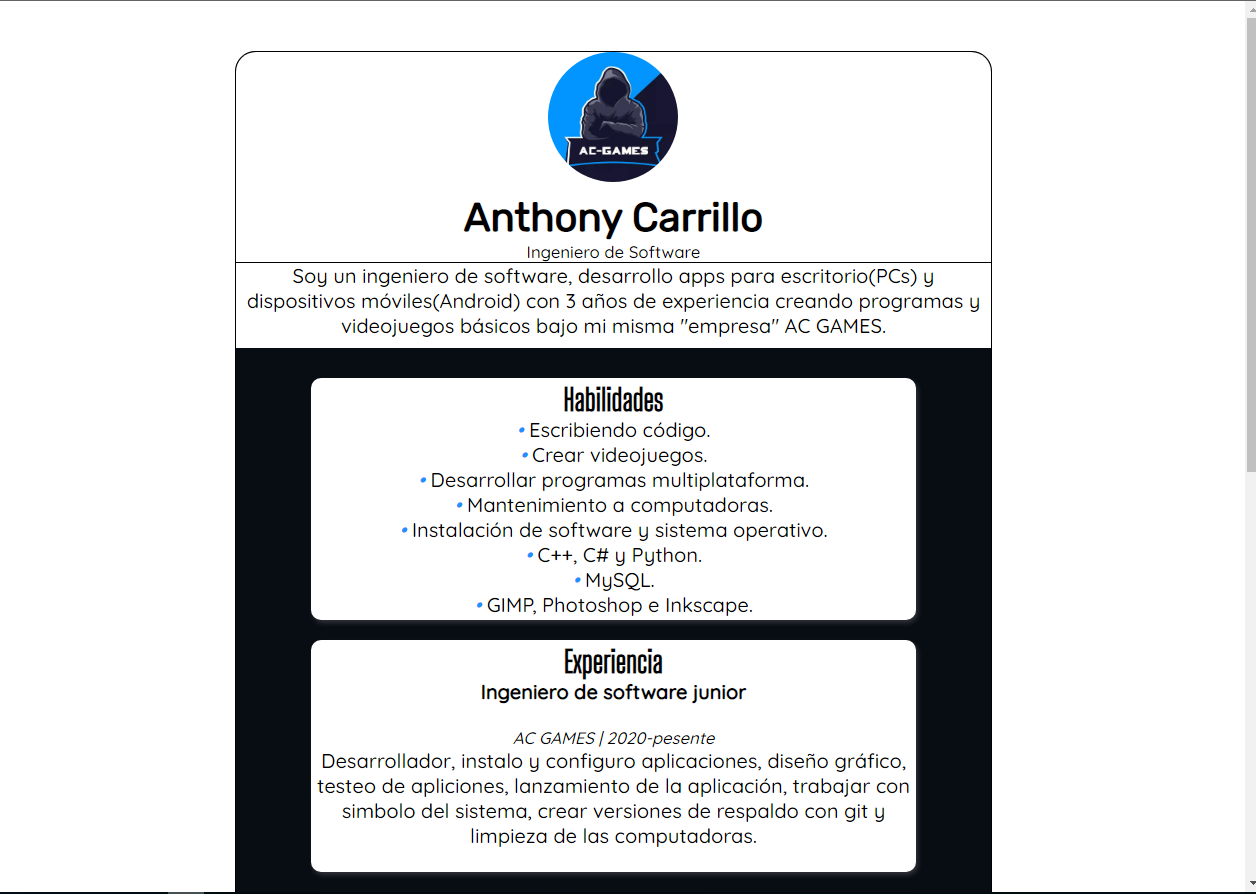 AC-GAMES
Anthony Carrillo
Ingeniero de Software
Soy un ingeniero de software, desarrollo apps para escritorio(PCs) y
dispositivos móviles(Android) con 3 años de experiencia creando programas y
videojuegos básicos bajo mi misma "empresa" AC GAMES.
Habilidades
• Escribiendo código.
• Crear videojuegos.
• Desarrollar programas multiplataforma.
• Mantenimiento a computadoras.
• Instalación de software y sistema operativo.
• C++, C# y Python.
• MySQL.
• GIMP, Photoshop e Inkscape.
Experiencia
Ingeniero de software junior
AC GAMES | 2020-pesente
Desarrollador, instalo y configuro aplicaciones, diseño gráfico,
testeo de apliciones, lanzamiento de la aplicación, trabajar con
simbolo del sistema, crear versiones de respaldo con git y
limpieza de las computadoras.